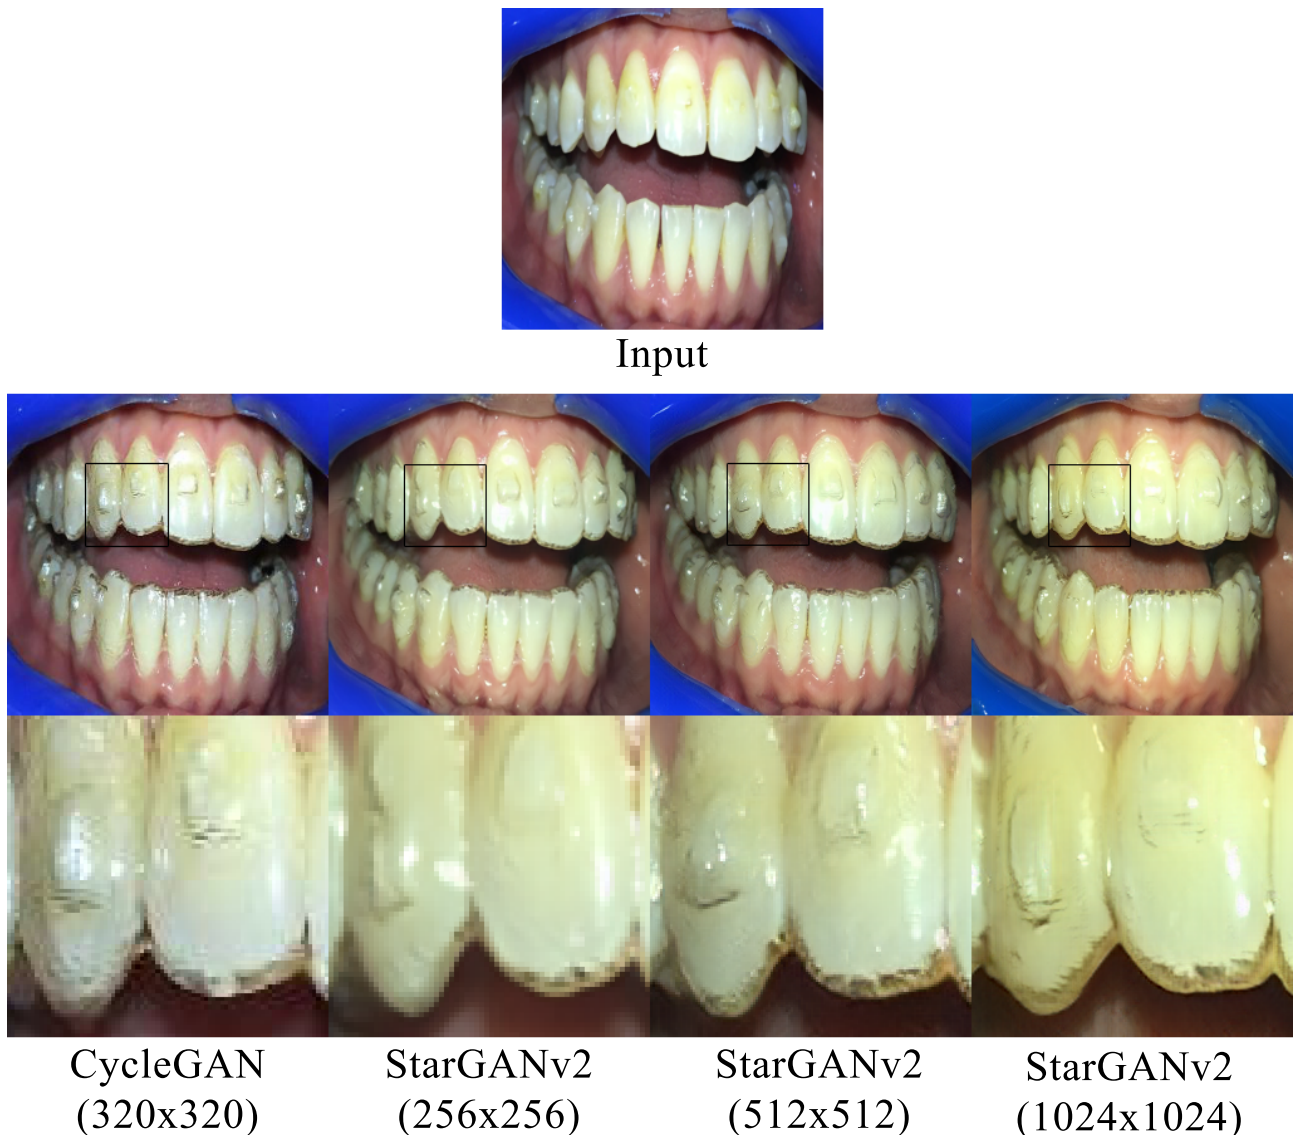 Input
CycleGAN
(320x320)
StarGANv2
(256x256)
StarGANv2
(512x512)
StarGANv2
(1024x1024)